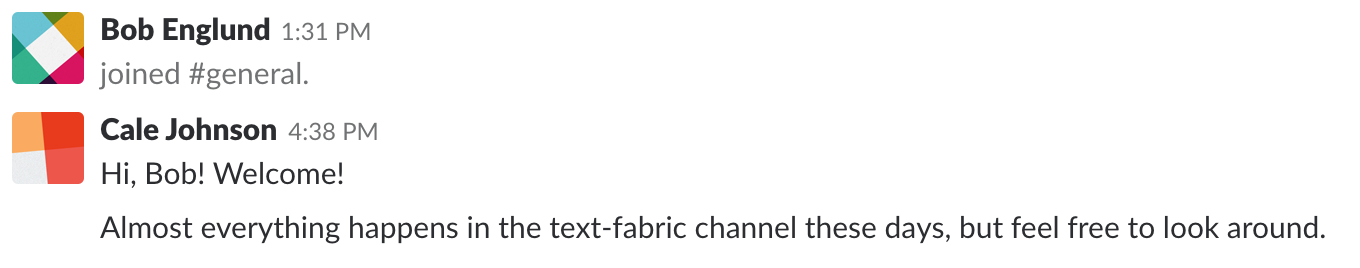 Bob Englund 1:31 PM
joined #general.
Cale Johnson 4:38 PM
Hi, Bob! Welcome!
Almost everything happens in the text-fabric channel these days, but feel free to look around.